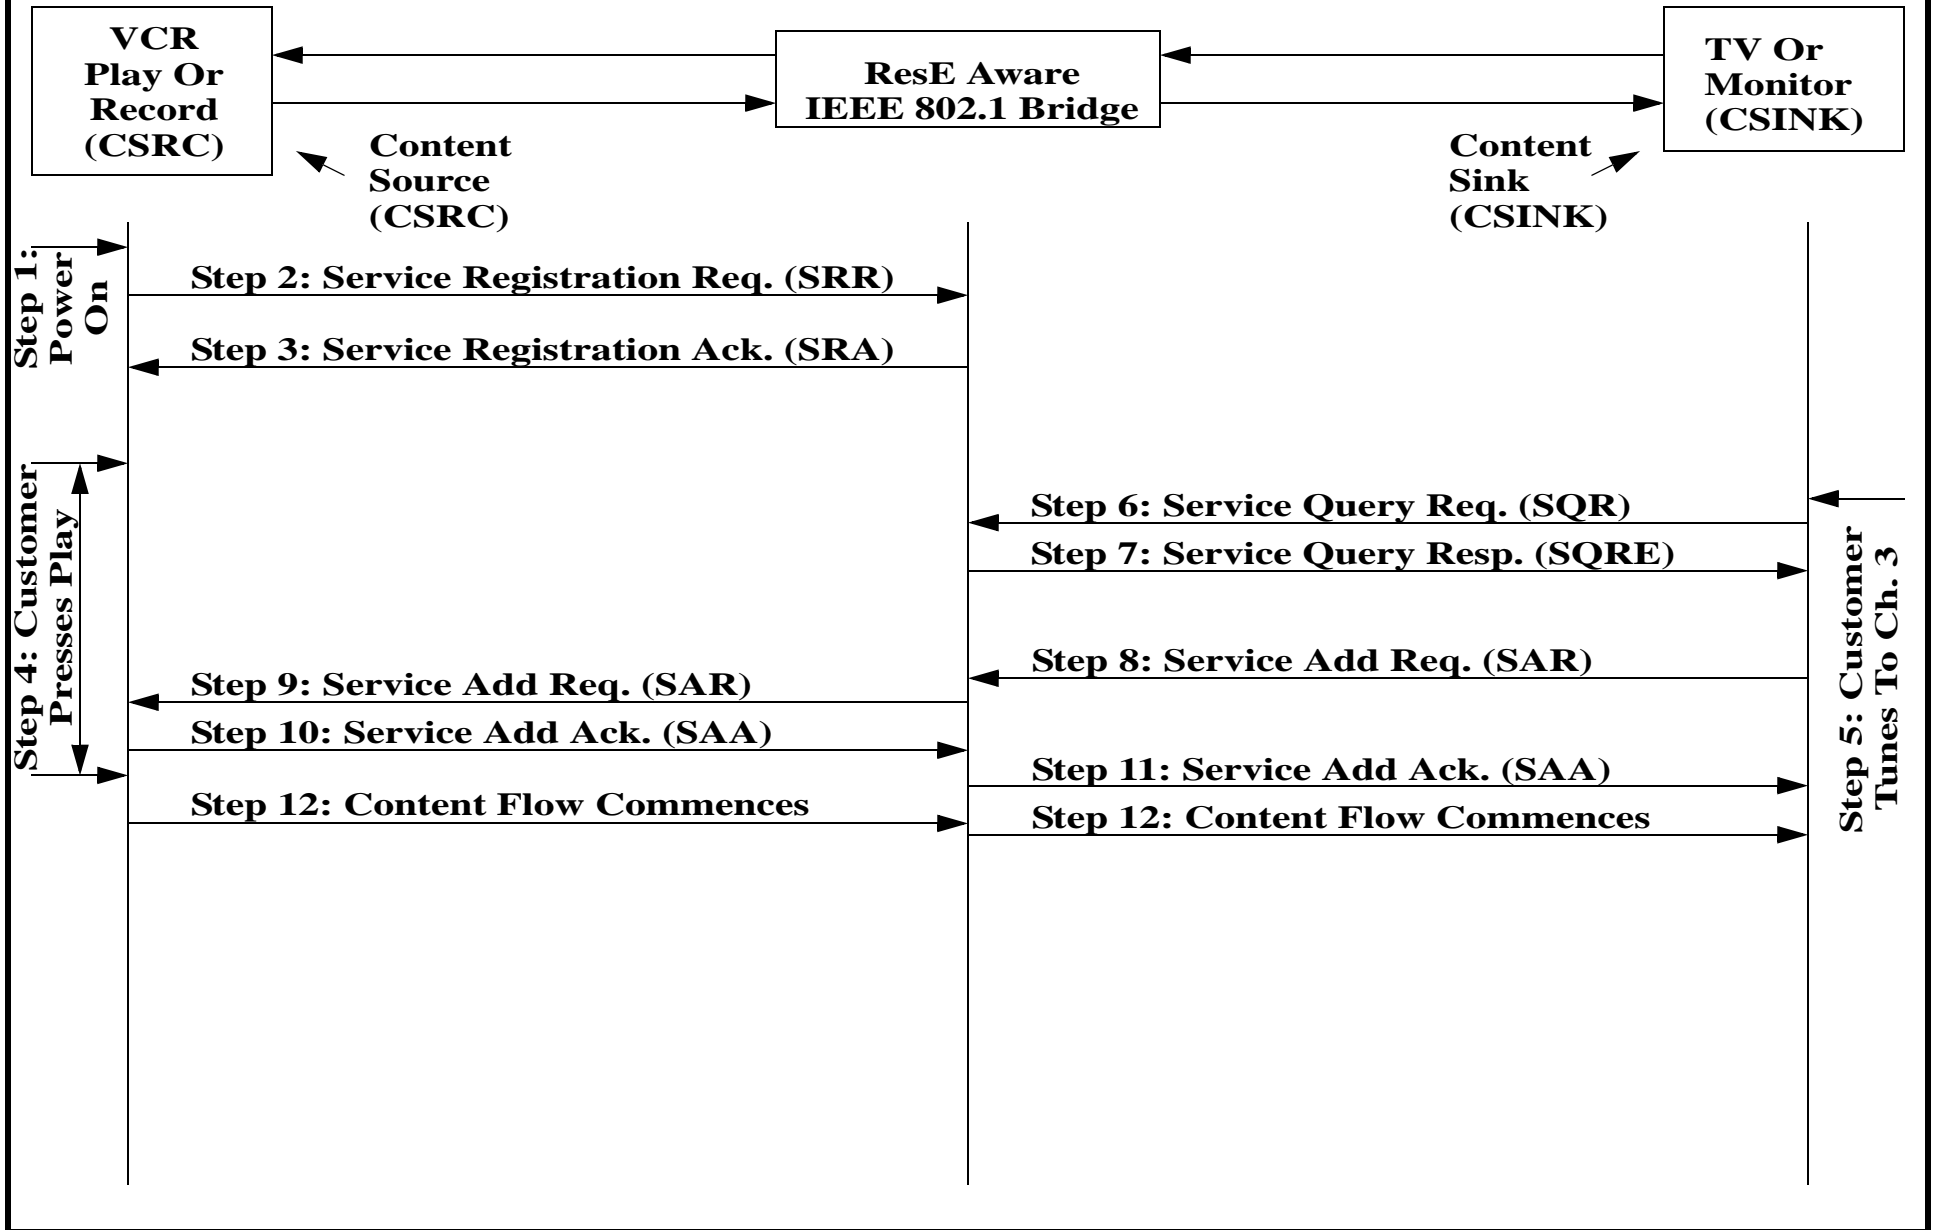 VCR
Play Or
Record
(CSRC)
ResE Aware
IEEE 802.1 Bridge
TV Or
Monitor
(CSINK)
Content
Source
(CSRC)
Content
Sink
(CSINK)
Step 1:
Power
On
Step 2: Service Registration Req. (SRR)
Step 3: Service Registration Ack. (SRA)
Step 4: Customer
Presses Play
Step 5: Customer
Tunes To Ch. 3
Step 6: Service Query Req. (SQR)
Step 7: Service Query Resp. (SQRE)
Step 8: Service Add Req. (SAR)
Step 9: Service Add Req. (SAR)
Step 10: Service Add Ack. (SAA)
Step 11: Service Add Ack. (SAA)
Step 12: Content Flow Commences
Step 12: Content Flow Commences